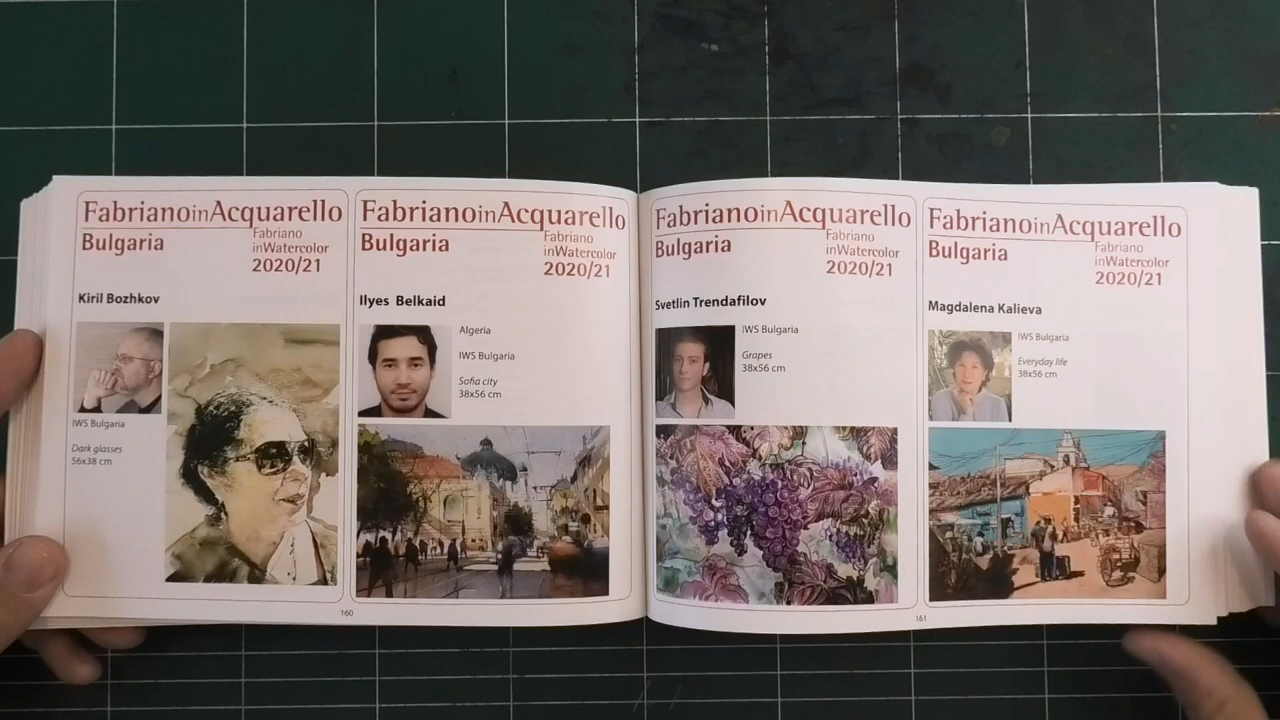 FabrianoinAcquarello
Bulgaria
Fabriano
inWatercolor
2020/21
Kiril Bozhkov
IWS Bulgaria
Dark glasses
56x38 cm
FabrianoinAcquarello
Bulgaria
Fabriano
inWatercolor
2020/21
Ilyes Belkaid
Algeria
IWS Bulgaria
Sofia city
38x56 cm
160
FabrianoinAcquarello
Bulgaria
Fabriano
inWatercolor
2020/21
Svetlin Trendafilov
IWS Bulgaria
Grapes
38x56 cm
FabrianoinAcquarello
Bulgaria
Fabriano
inWatercolor
2020/21
Magdalena Kalieva
IWS Bulgaria
Everyday life
38x56 cm
161